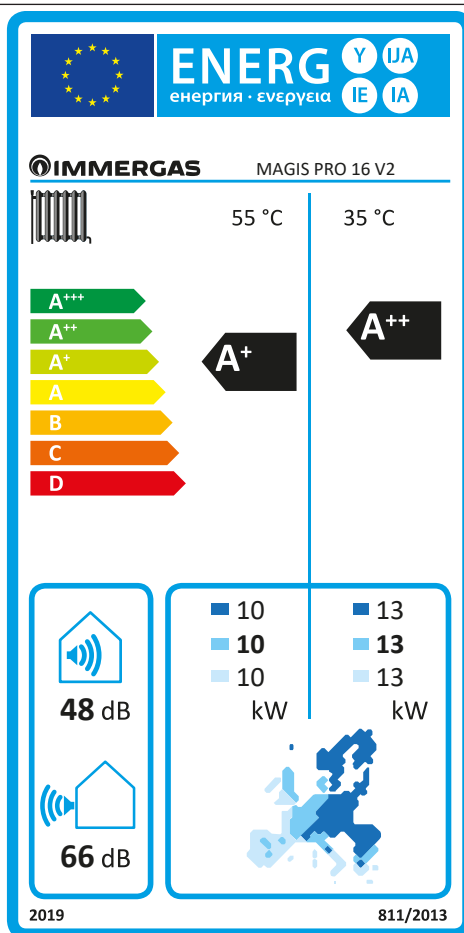 ENERG
енергия · ενεργεια
Y IJA
IE IA
IMMERGAS
MAGIS PRO 16 V2
55 °C
35 °C
A+++
A++
A+
A
B
C
D
A+
A++
48 dB
66 dB
10
10
10
kW
13
13
13
kW
2019
811/2013